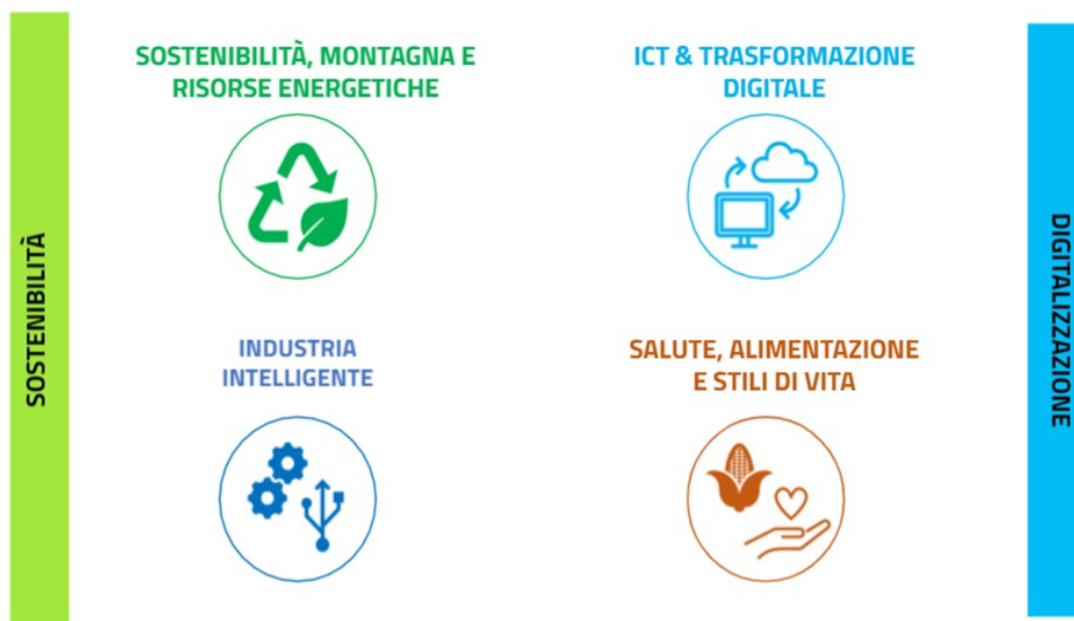 SOSTENIBILITÀ
SOSTENIBILITÀ, MONTAGNA E
RISORSE ENERGETICHE
ICT & TRASFORMAZIONE
DIGITALE
INDUSTRIA
INTELLIGENTE
SALUTE, ALIMENTAZIONE
E STILI DI VITA
DIGITALIZZAZIONE